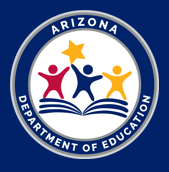 ARIZONA
DEPARTMENT OF EDUCATION